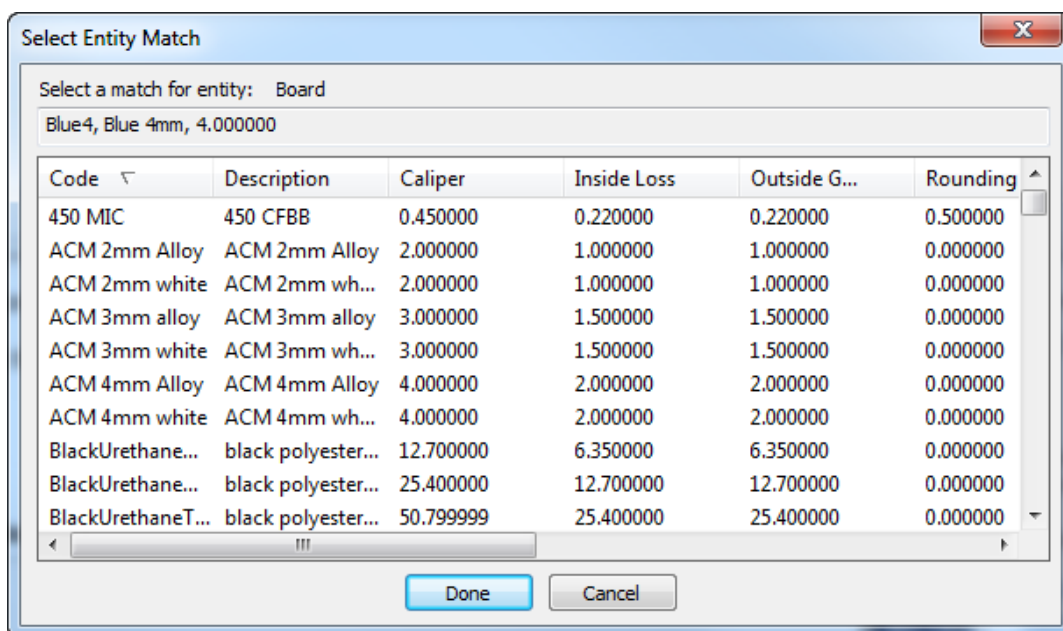 Select Entity Match
Select a match for entity: Board
Blue4, Blue 4mm, 4.000000
Code Description Caliper Inside Loss Outside G... Rounding
450 MIC 450 CFBB 0.450000 0.220000 0.220000 0.500000
ACM 2mm Alloy ACM 2mm Alloy 2.000000 1.000000 1.000000 0.000000
ACM 2mm white ACM 2mm wh... 2.000000 1.000000 1.000000 0.000000
ACM 3mm alloy ACM 3mm alloy 3.000000 1.500000 1.500000 0.000000
ACM 3mm white ACM 3mm wh... 3.000000 1.500000 1.500000 0.000000
ACM 4mm Alloy ACM 4mm Alloy 4.000000 2.000000 2.000000 0.000000
ACM 4mm white ACM 4mm wh... 4.000000 2.000000 2.000000 0.000000
BlackUrethane... black polyester... 12.700000 6.350000 6.350000 0.000000
BlackUrethane... black polyester... 25.400000 12.700000 12.700000 0.000000
BlackUrethaneT... black polyester... 50.799999 25.400000 25.400000 0.000000
Done Cancel